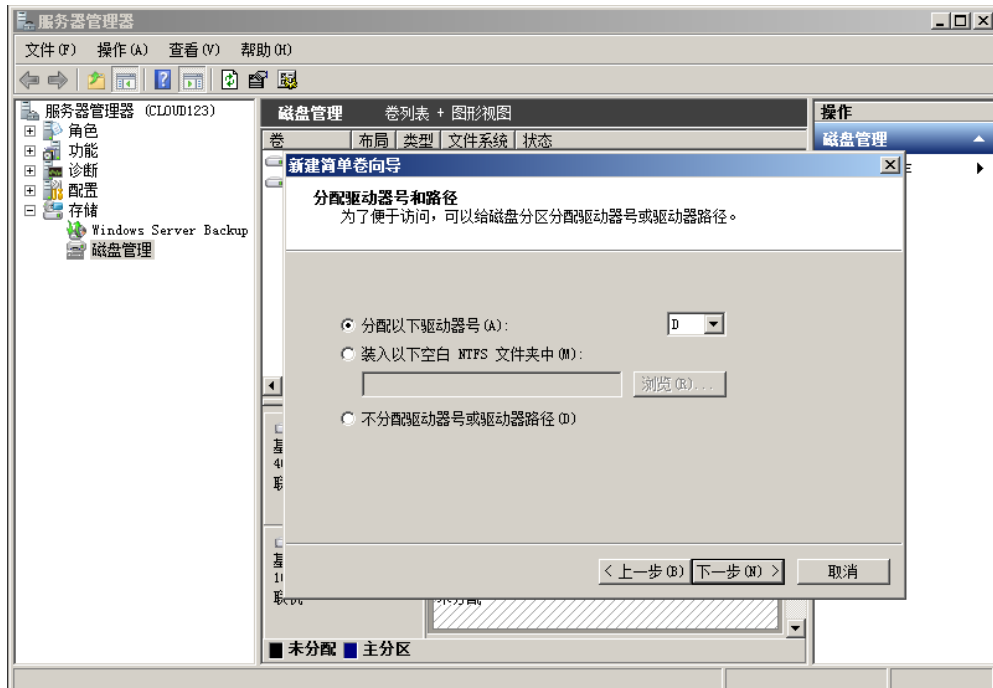 服务器管理器
文件(F) 操作(A) 查看(V) 帮助(H)
服务器管理器 (CLOUD123)
角色
功能
诊断
配置
存储
Windows Server Backup
磁盘管理
磁盘管理 卷列表 + 图形视图
卷 布局 类型 文件系统 状态
操作
磁盘管理
新建简单卷向导
分配驱动器号和路径
为了便于访问，可以给磁盘分区分配驱动器号或驱动器路径。
分配以下驱动器号(A): D
装入以下空白 NTFS 文件夹中(M):
浏览(R)...
不分配驱动器号或驱动器路径(D)
< 上一步(B) 下一步(N) > 取消
基
联
基
未分配 主分区